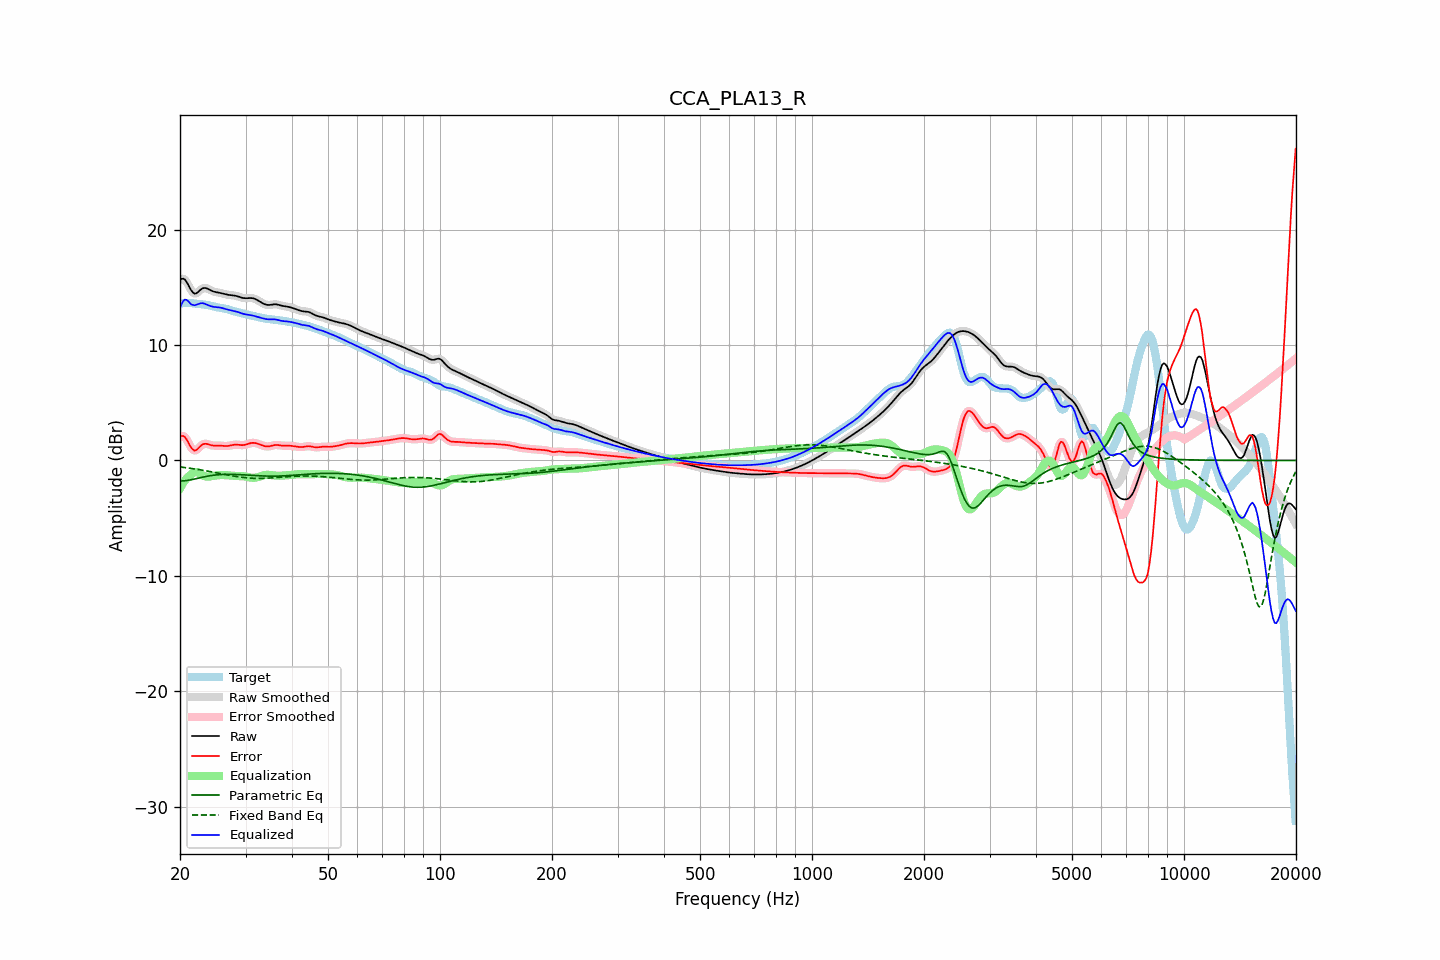 CCA_PLA13_R
Amplitude (dBr)
20
10
0
−10
−20
−30
Target
Raw Smoothed
Error Smoothed
Raw
Error
Equalization
Parametric Eq
Fixed Band Eq
Equalized
20 50 100 200 500 1000 2000 5000 10000 20000
Frequency (Hz)